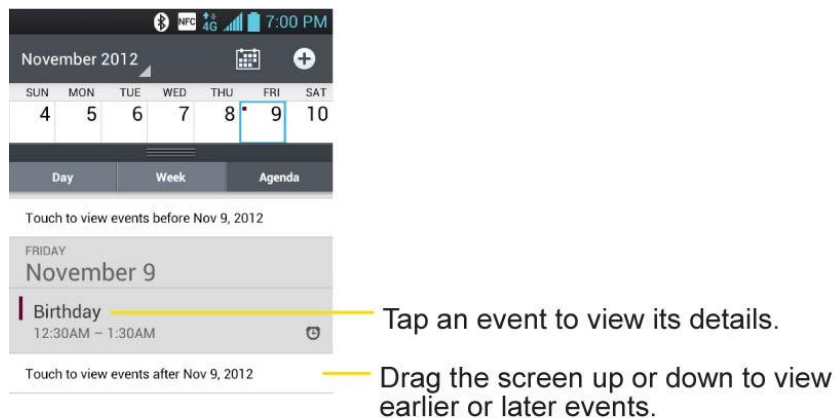 NFC 4G 7:00 PM
November 2012
SUN MON TUE WED THU FRI SAT
4 5 6 7 8 9 10
Day Week Agenda
Touch to view events before Nov 9, 2012
FRIDAY
November 9
Birthday
12:30AM – 1:30AM
Touch to view events after Nov 9, 2012
Tap an event to view its details.
Drag the screen up or down to view
earlier or later events.